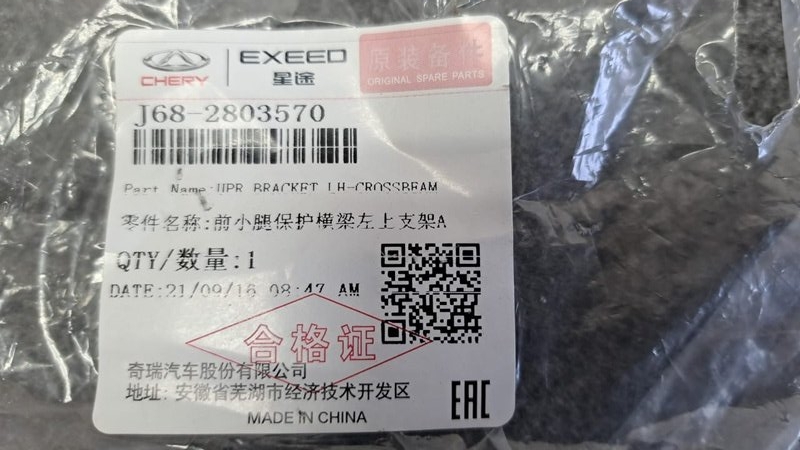 CHERY
EXEED
星途
原装备件
ORIGINAL SPARE PARTS
J68-2803570
Part Name:UPR BRACKET LH-CROSSBEAM
零件名称:前小腿保护横梁左上支架A
QTY/数量:1
DATE:21/09/16 08:47 AM
合格证
奇瑞汽车股份有限公司
地址: 安徽省芜湖市经济技术开发区
MADE IN CHINA
EAC